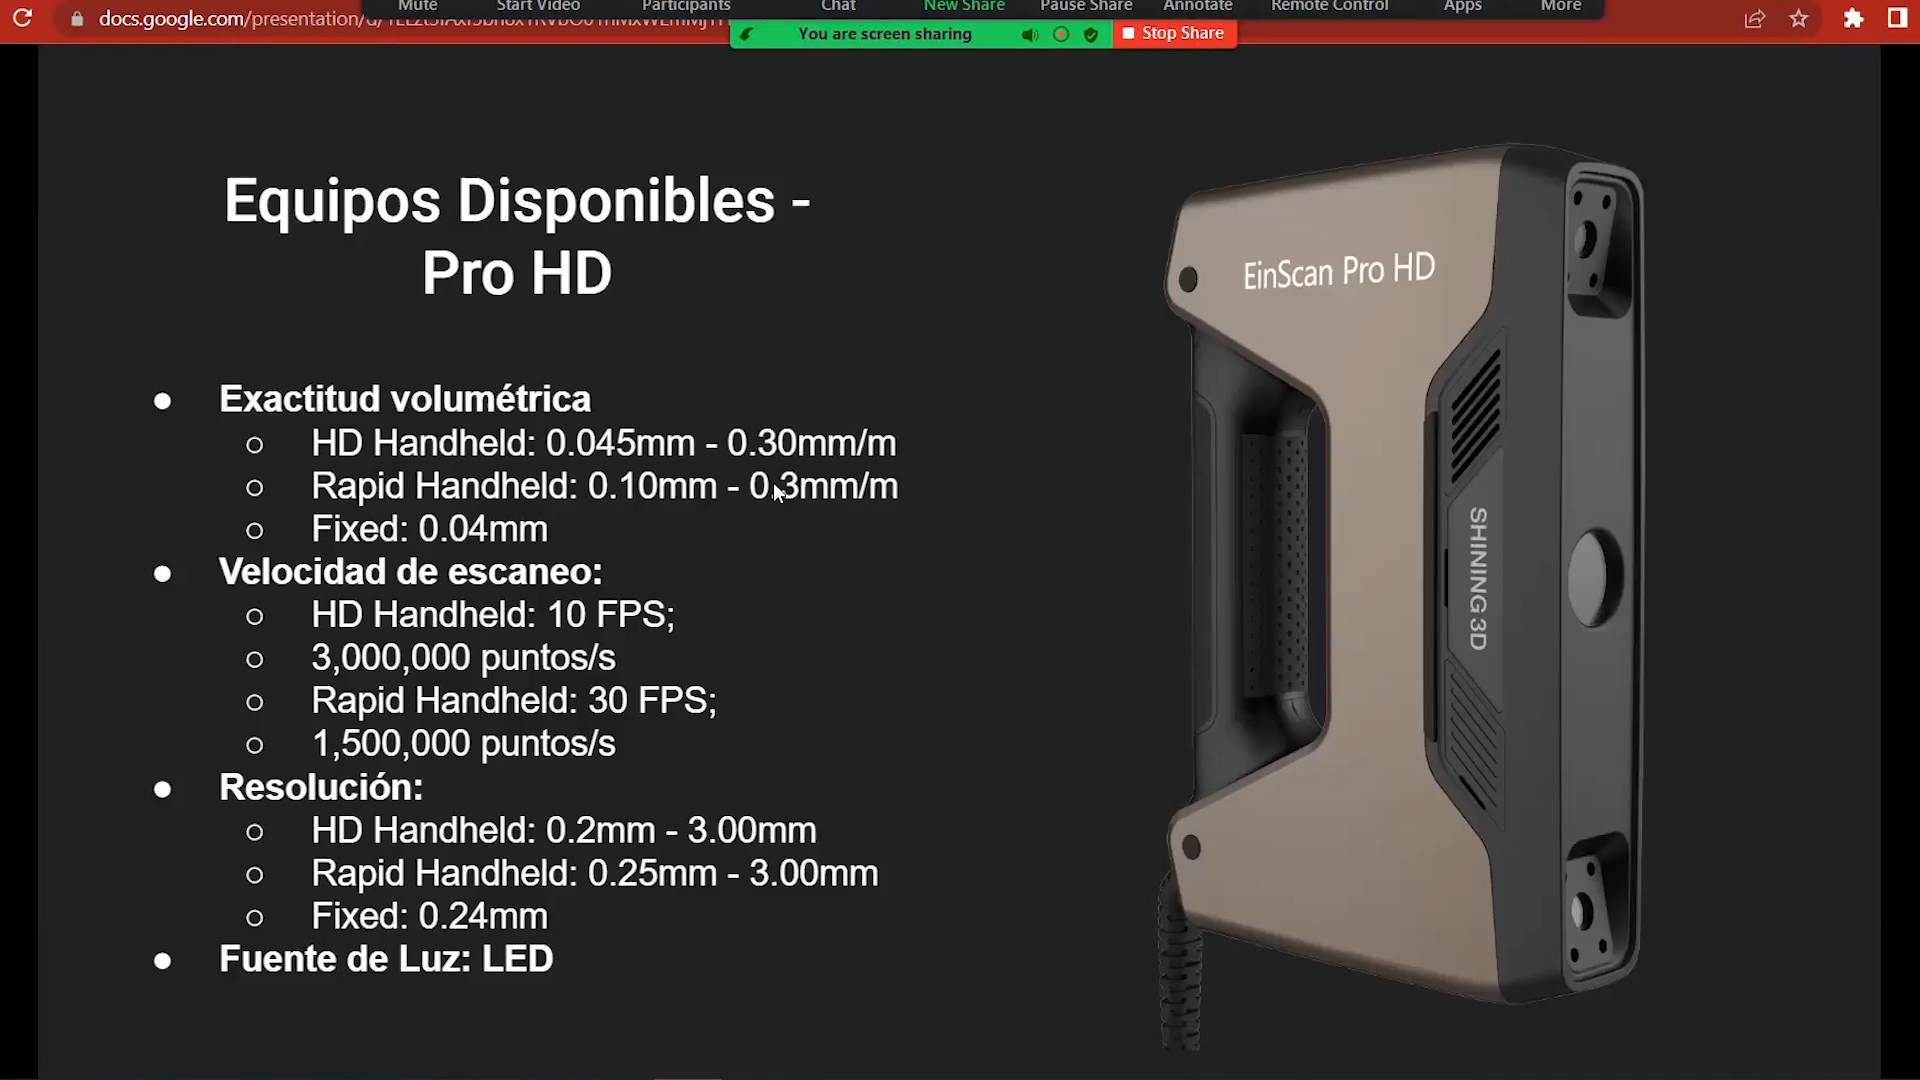 Mute Start Video Participants Chat New Share Pause Share Annotate Remote Control Apps More
docs.google.com/presentation/
You are screen sharing Stop Share
Equipos Disponibles -
Pro HD
● Exactitud volumétrica
○ HD Handheld: 0.045mm - 0.30mm/m
○ Rapid Handheld: 0.10mm - 0.3mm/m
○ Fixed: 0.04mm
● Velocidad de escaneo:
○ HD Handheld: 10 FPS;
○ 3,000,000 puntos/s
○ Rapid Handheld: 30 FPS;
○ 1,500,000 puntos/s
● Resolución:
○ HD Handheld: 0.2mm - 3.00mm
○ Rapid Handheld: 0.25mm - 3.00mm
○ Fixed: 0.24mm
● Fuente de Luz: LED
EinScan Pro HD
SHINING 3D